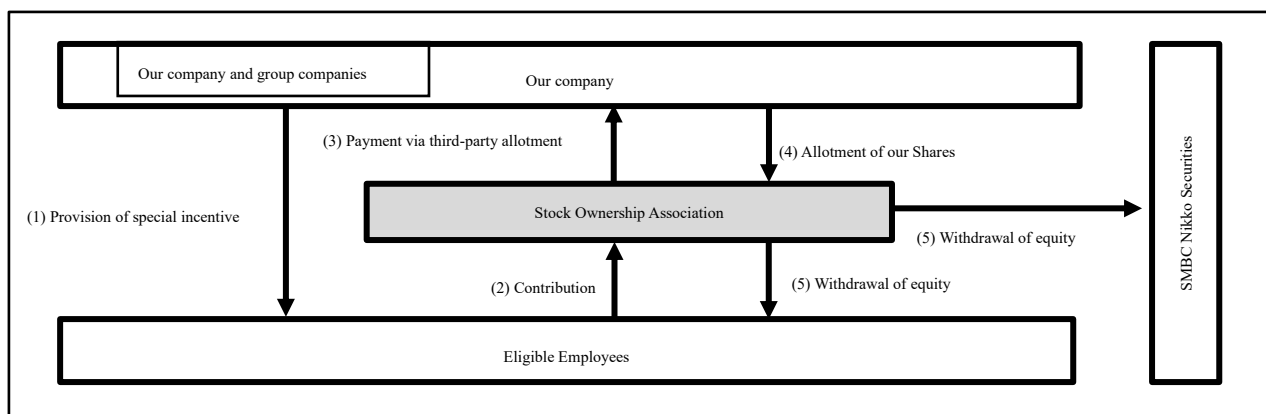 Our company and group companies
Our company
(3) Payment via third-party allotment
(4) Allotment of our Shares
(1) Provision of special incentive
Stock Ownership Association
(5) Withdrawal of equity
(2) Contribution
(5) Withdrawal of equity
Eligible Employees
SMBC Nikko Securities